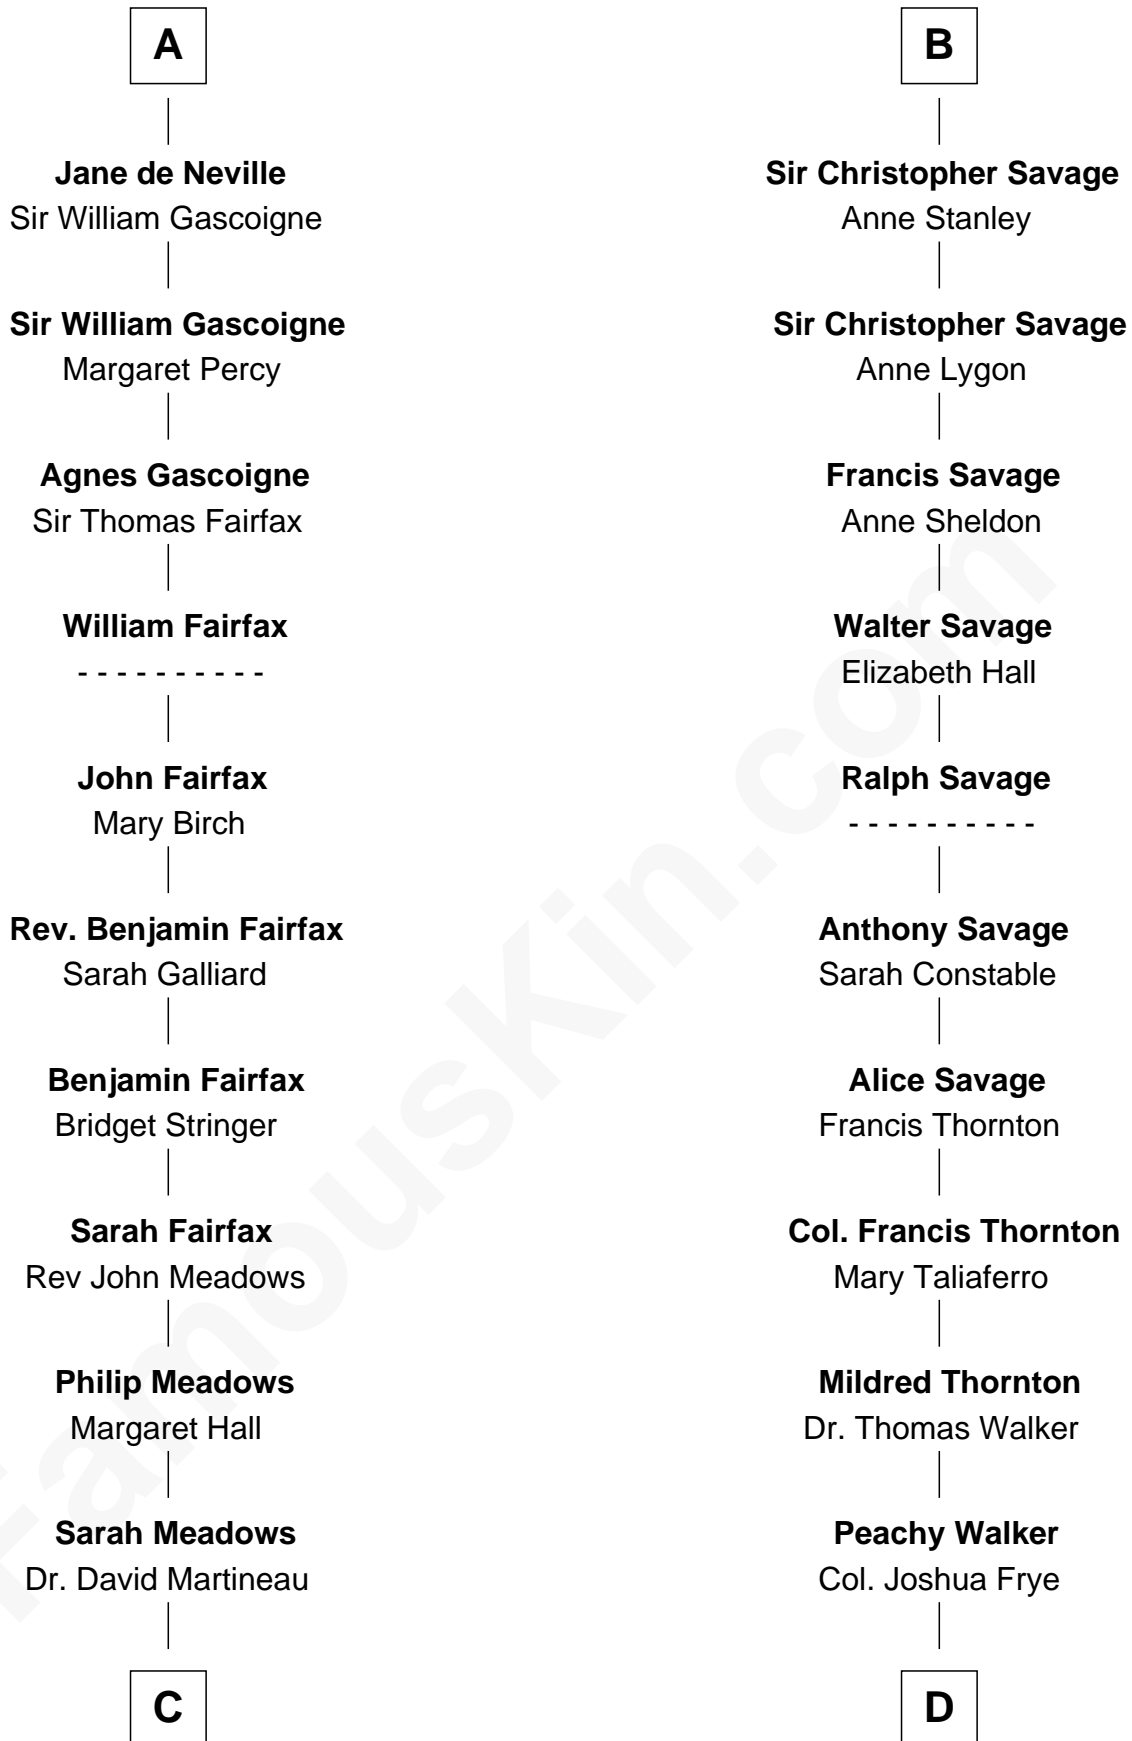 A
Jane de Neville
Sir William Gascoigne
Sir William Gascoigne
Margaret Percy
Agnes Gascoigne
Sir Thomas Fairfax
William Fairfax
- - - - - - - - - -
John Fairfax
Mary Birch
Rev. Benjamin Fairfax
Sarah Galliard
Benjamin Fairfax
Bridget Stringer
Sarah Fairfax
Rev John Meadows
Philip Meadows
Margaret Hall
Sarah Meadows
Dr. David Martineau
C
B
Sir Christopher Savage
Anne Stanley
Sir Christopher Savage
Anne Lygon
Francis Savage
Anne Sheldon
Walter Savage
Elizabeth Hall
Ralph Savage
- - - - - - - - - -
Anthony Savage
Sarah Constable
Alice Savage
Francis Thornton
Col. Francis Thornton
Mary Taliaferro
Mildred Thornton
Dr. Thomas Walker
Peachy Walker
Col. Joshua Frye
D
FamousKin.com